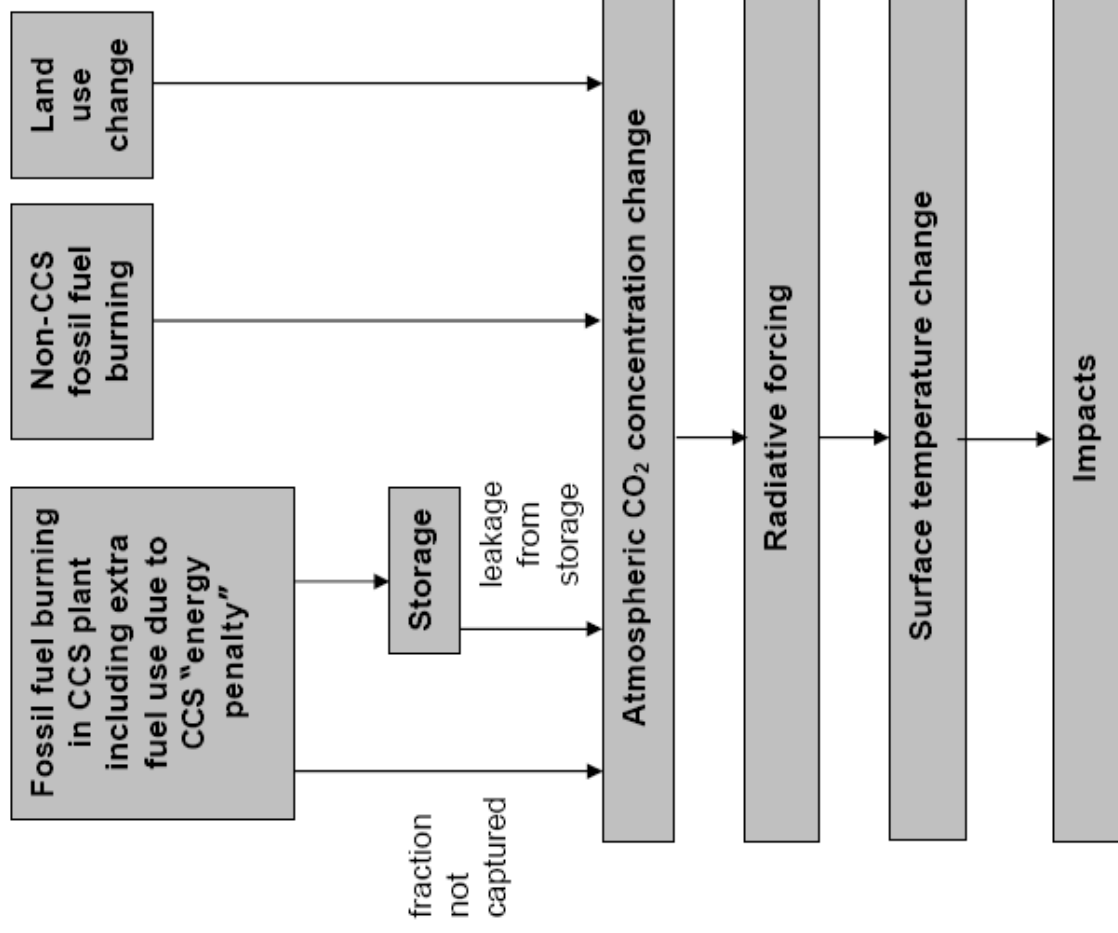 Fossil fuel burning
in CCS plant
including extra
fuel use due to
CCS “energy
penalty”
Non-CCS
fossil fuel
burning
Land
use
change
fraction
not
captured
Storage
leakage
from
storage
Atmospheric CO₂ concentration change
Radiative forcing
Surface temperature change
Impacts